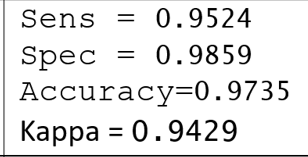 Sens = 0.9524
Spec = 0.9859
Accuracy=0.9735
Kappa = 0.9429